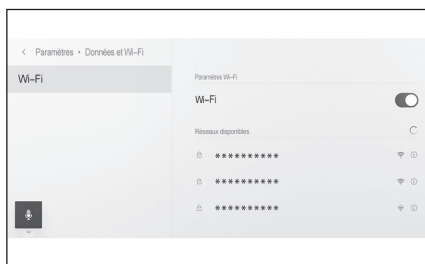 < Paramètres • Données et Wi-Fi
Wi-Fi
Paramètres Wi-Fi
Wi-Fi
Réseaux disponibles
**********
**********
**********